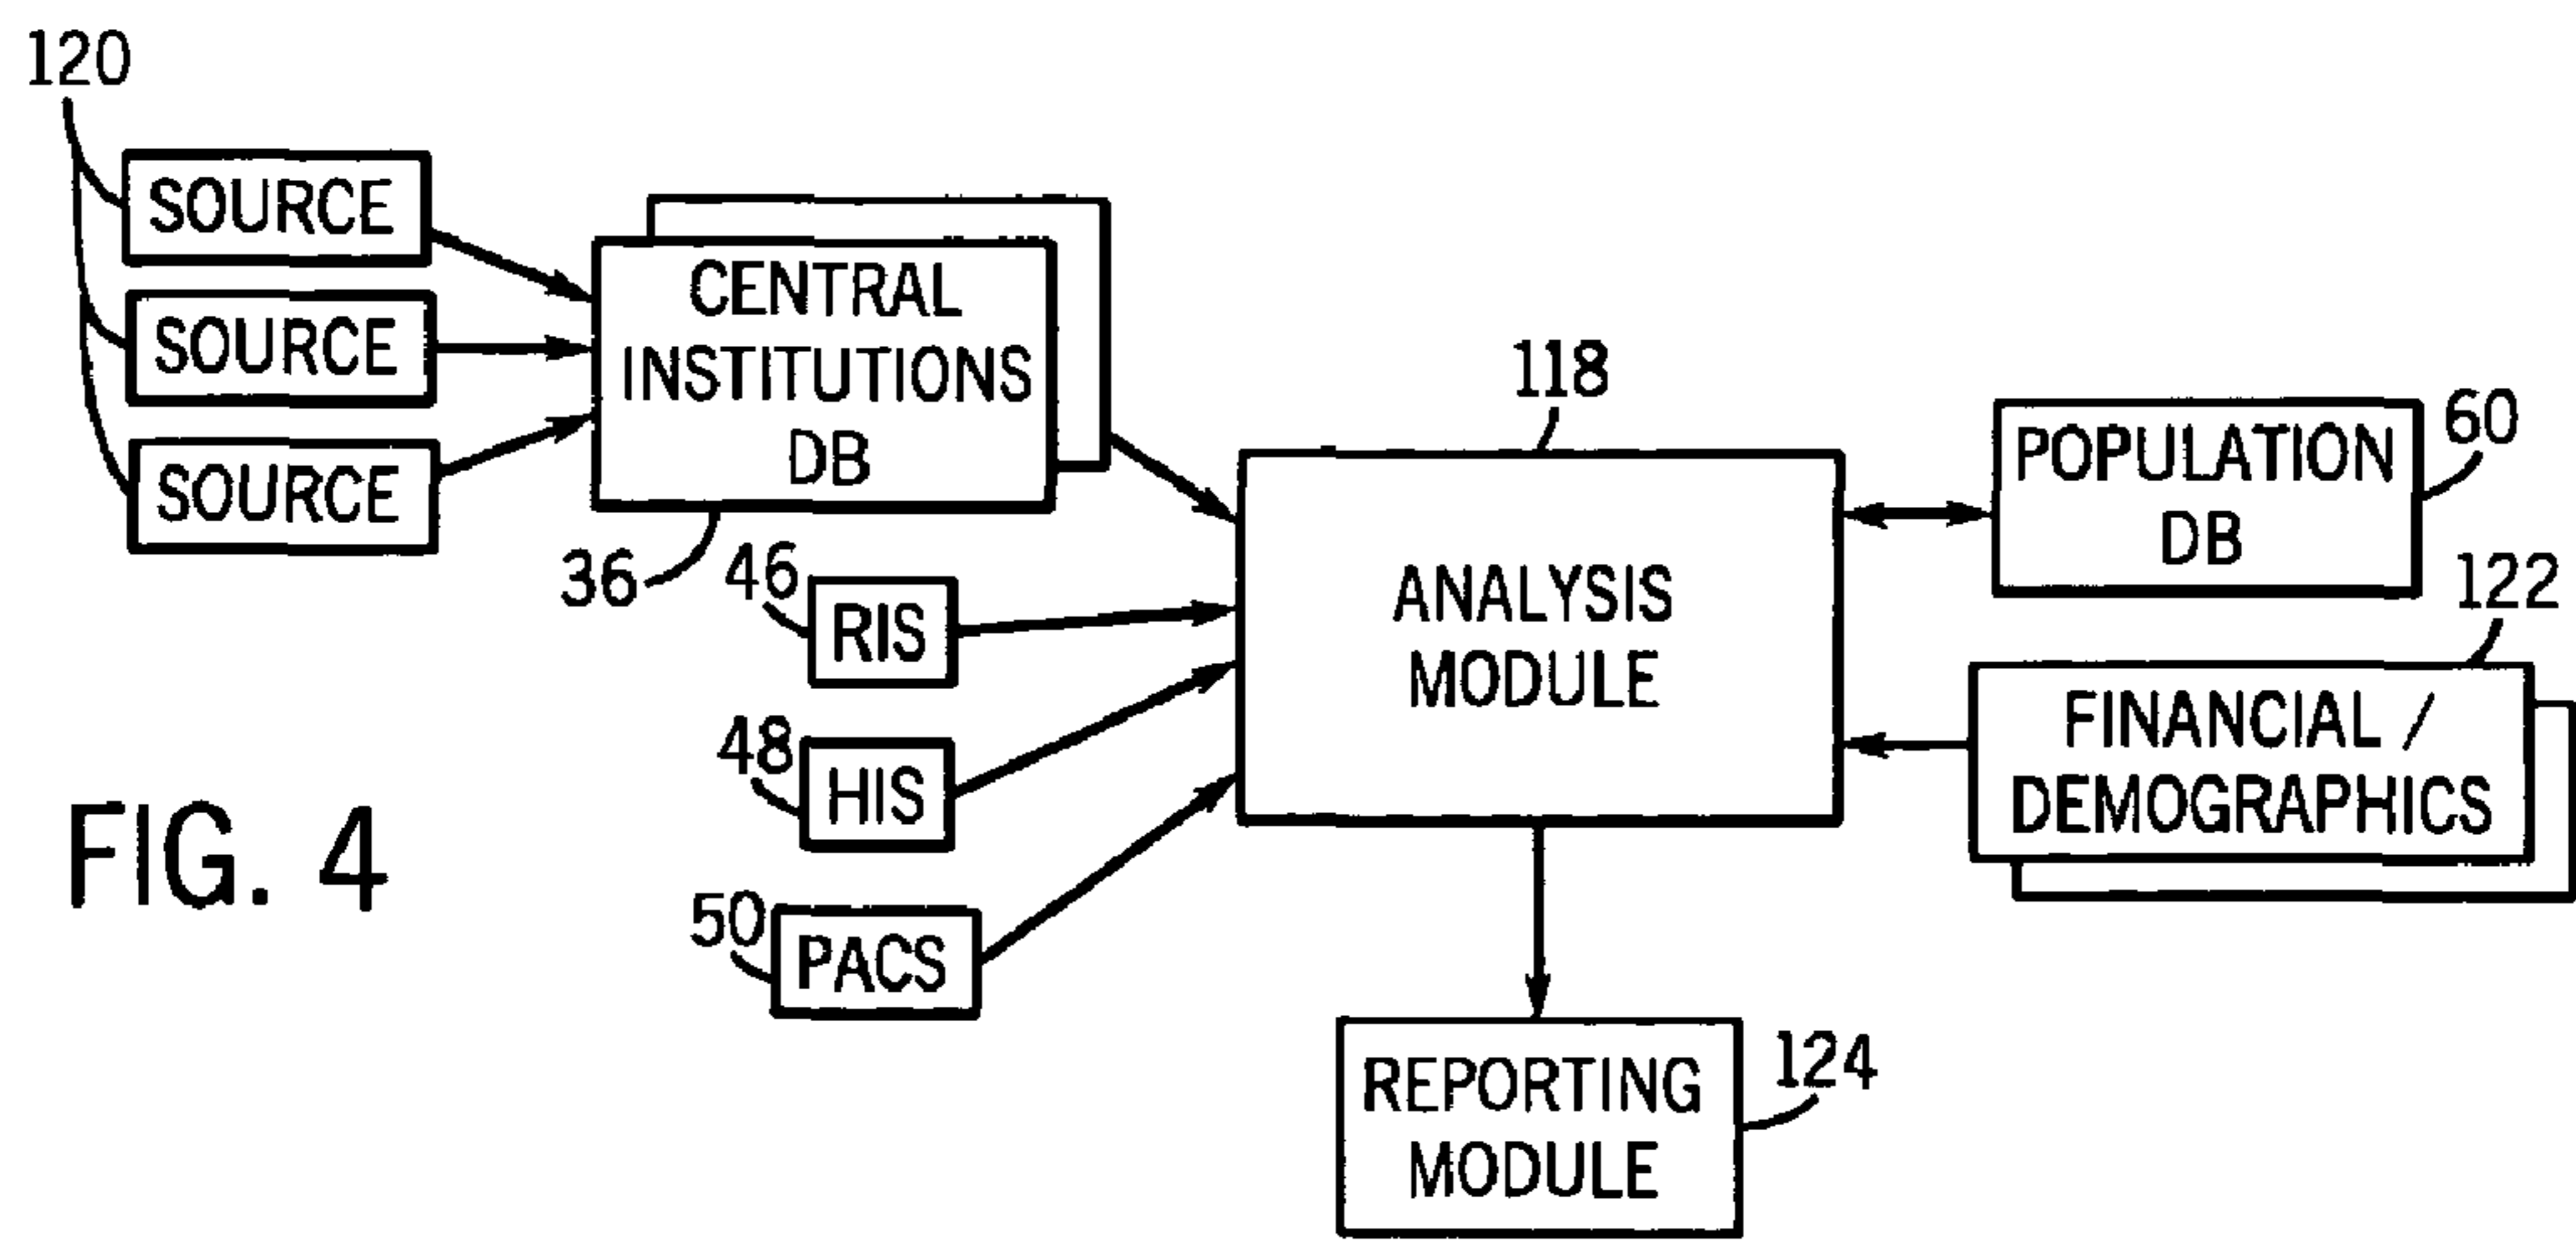 120
SOURCE
SOURCE
SOURCE
CENTRAL
INSTITUTIONS
DB
36
46
RIS
48
HIS
50
PACS
118
ANALYSIS
MODULE
POPULATION
DB
60
122
FINANCIAL /
DEMOGRAPHICS
REPORTING
MODULE
124
FIG. 4